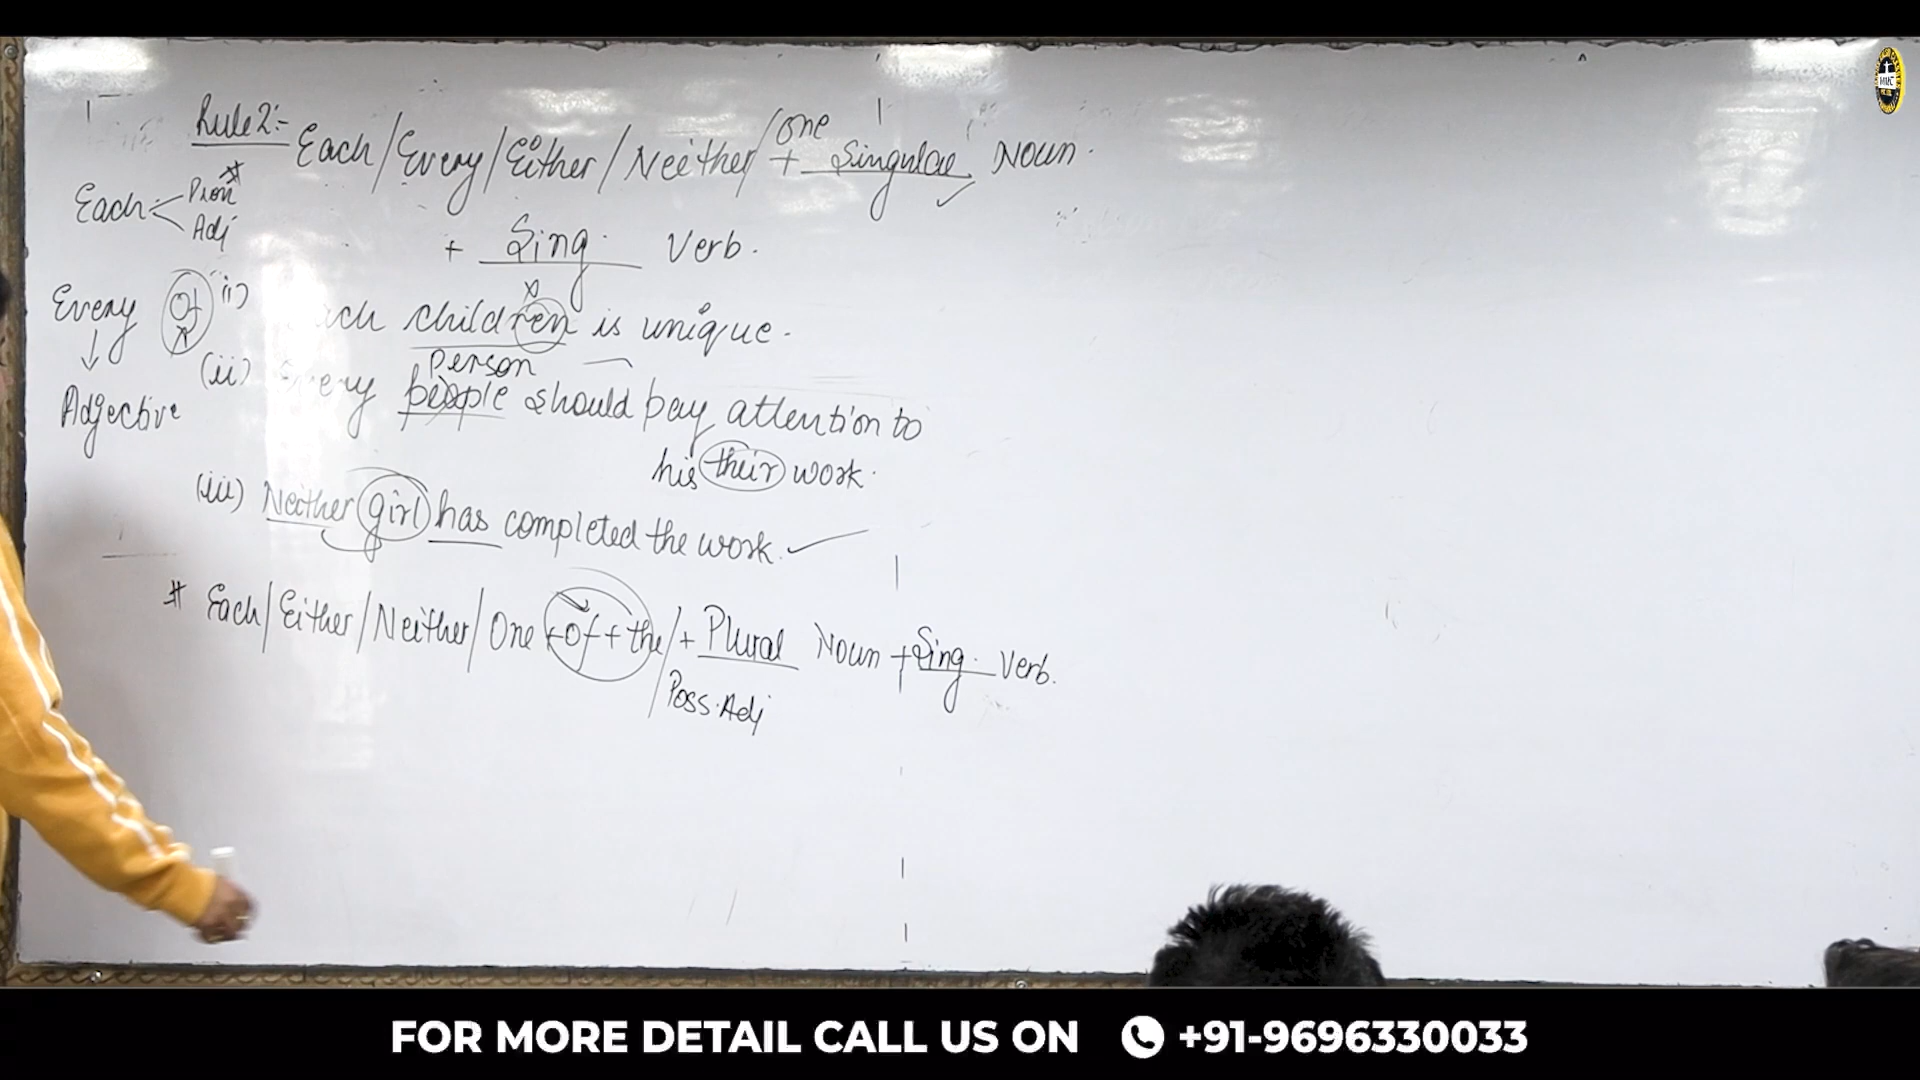 Rule 2:- Each/Every/Either/Neither/one + Singular Noun.
Each Pron
Adj
+ Sing. Verb.
Every Of
↓
Adjective
(i) children is unique.
person
(ii) people should pay attention to
his their work.
(iii) Neither girl has completed the work.
# Each/Either/Neither/One + of + the/ + Plural Noun + Sing. Verb.
Poss. Adj
FOR MORE DETAIL CALL US ON +91-9696330033